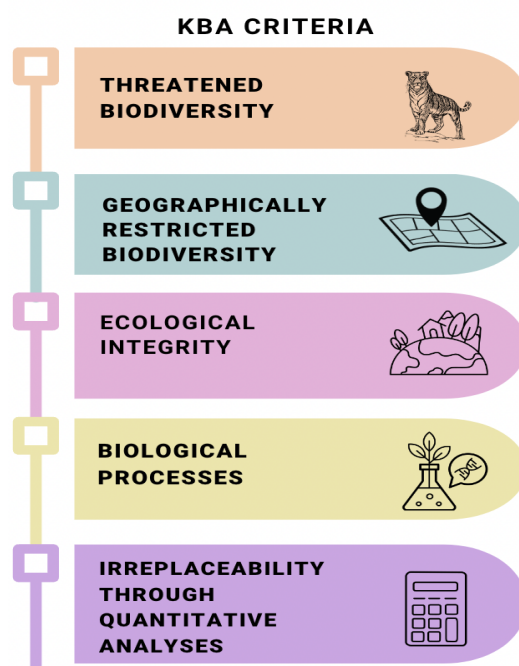 KBA CRITERIA
THREATENED
BIODIVERSITY
GEOGRAPHICALLY
RESTRICTED
BIODIVERSITY
ECOLOGICAL
INTEGRITY
BIOLOGICAL
PROCESSES
IRREPLACEABILITY
THROUGH
QUANTITATIVE
ANALYSES